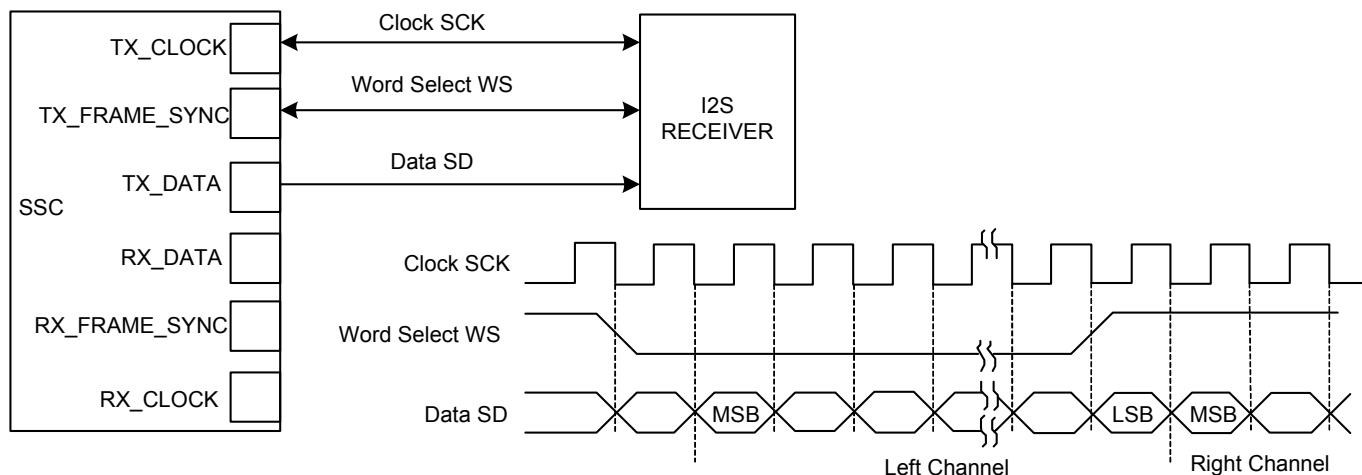 Clock SCK
TX_CLOCK
Word Select WS
TX_FRAME_SYNC
I2S
RECEIVER
Data SD
TX_DATA
SSC
RX_DATA
Clock SCK
RX_FRAME_SYNC
Word Select WS
RX_CLOCK
Data SD
MSB
LSB
MSB
Left Channel
Right Channel